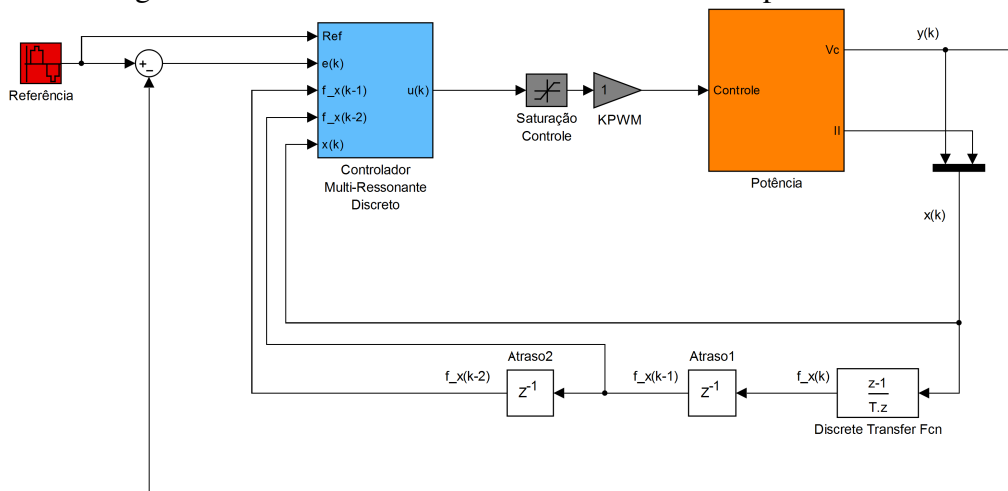 y(k)
Ref
e(k)
f_x(k-1)
f_x(k-2)
x(k)
u(k)
+
−
Referência
Controlador
Multi-Ressonante
Discreto
Saturação
Controle
1
KPWM
Vc
Controle
Il
Potência
x(k)
Atraso2
Atraso1
f_x(k-2)
z-1
f_x(k-1)
z-1
f_x(k)
z-1
T.z
Discrete Transfer Fcn